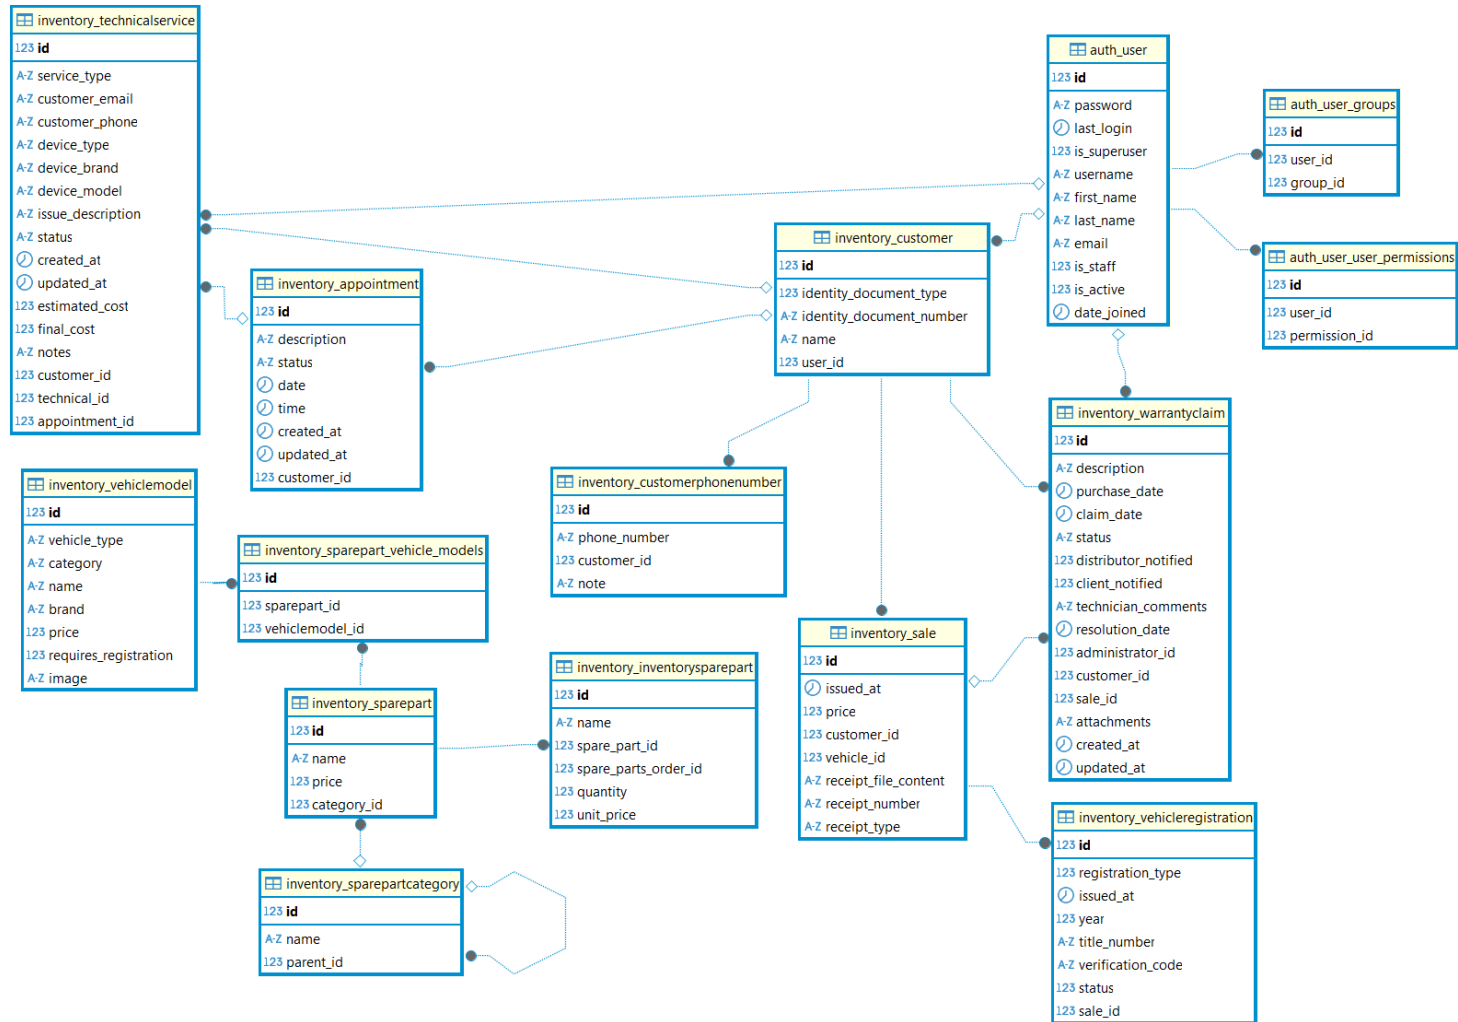 inventory_technicalservice
123 id
A-Z service_type
A-Z customer_email
A-Z customer_phone
A-Z device_type
A-Z device_brand
A-Z device_model
A-Z issue_description
A-Z status
created_at
updated_at
123 estimated_cost
123 final_cost
A-Z notes
123 customer_id
123 technical_id
123 appointment_id
inventory_appointment
123 id
A-Z description
A-Z status
date
time
created_at
updated_at
123 customer_id
inventory_customer
123 id
123 identity_document_type
A-Z identity_document_number
A-Z name
123 user_id
auth_user
123 id
A-Z password
last_login
123 is_superuser
A-Z username
A-Z first_name
A-Z last_name
A-Z email
123 is_staff
123 is_active
date_joined
auth_user_groups
123 id
123 user_id
123 group_id
auth_user_user_permissions
123 id
123 user_id
123 permission_id
inventory_vehiclemodel
123 id
A-Z vehicle_type
A-Z category
A-Z name
A-Z brand
123 price
123 requires_registration
A-Z image
inventory_sparepart_vehicle_models
123 id
123 sparepart_id
123 vehiclemodel_id
inventory_customerphonenumber
123 id
A-Z phone_number
123 customer_id
A-Z note
inventory_warrantyclaim
123 id
A-Z description
purchase_date
claim_date
A-Z status
123 distributor_notified
123 client_notified
A-Z technician_comments
resolution_date
123 administrator_id
123 customer_id
123 sale_id
A-Z attachments
created_at
updated_at
inventory_sparepart
123 id
A-Z name
123 price
123 category_id
inventory_inventorysparepart
123 id
A-Z name
123 spare_part_id
123 spare_parts_order_id
123 quantity
123 unit_price
inventory_sale
123 id
issued_at
123 price
123 customer_id
123 vehicle_id
A-Z receipt_file_content
A-Z receipt_number
A-Z receipt_type
inventory_sparepartcategory
123 id
A-Z name
123 parent_id
inventory_vehicleregistration
123 id
123 registration_type
issued_at
123 year
A-Z title_number
A-Z verification_code
123 status
123 sale_id